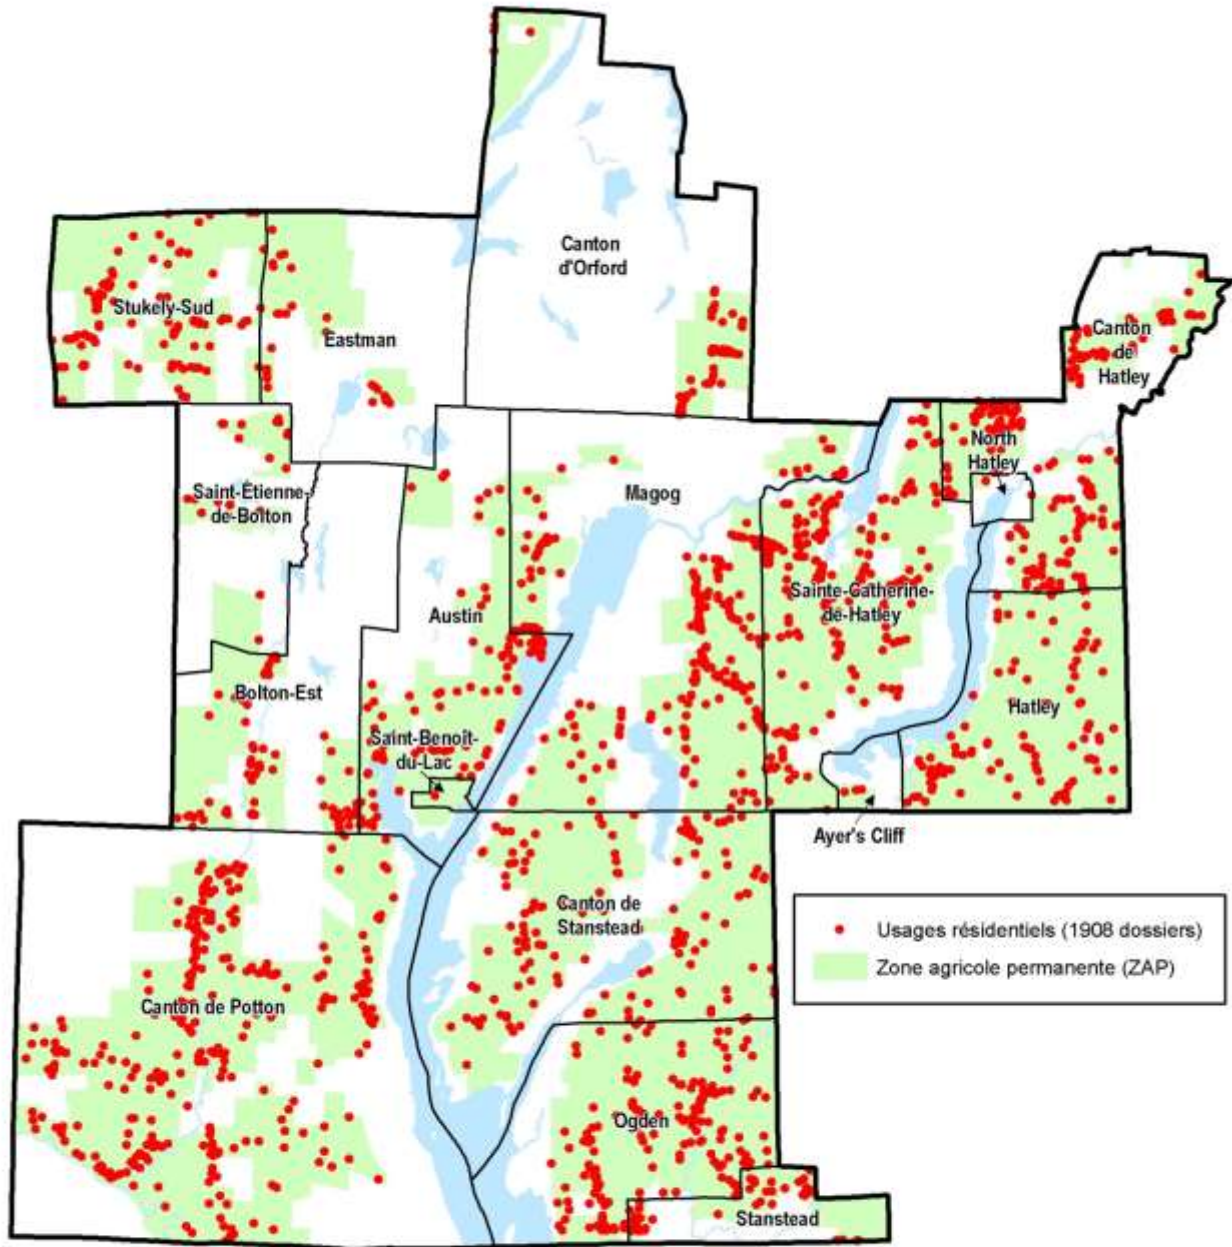 Canton
d'Orford
Stukely-Sud
Eastman
Canton
de
Hatley
North
Hatley
Magog
Saint-Étienne-
de-Bolton
Sainte-Catherine-
de-Hatley
Austin
Bolton-Est
Hatley
Saint-Benoît-
du-Lac
Ayer's Cliff
Canton de
Stanstead
Usages résidentiels (1908 dossiers)
Zone agricole permanente (ZAP)
Canton de Potton
Ogden
Stanstead